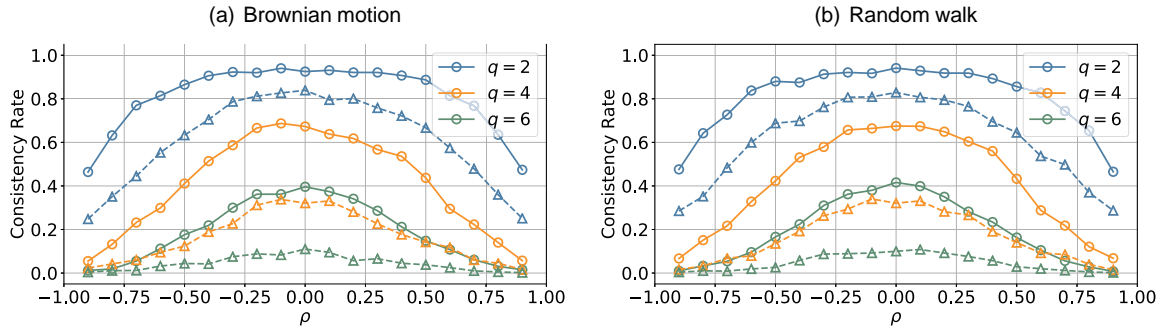 (a) Brownian motion
Consistency Rate
1.0
0.8
0.6
0.4
0.2
0.0
−1.00 −0.75 −0.50 −0.25 0.00 0.25 0.50 0.75 1.00
ρ
q = 2
q = 4
q = 6
(b) Random walk
Consistency Rate
1.0
0.8
0.6
0.4
0.2
0.0
−1.00 −0.75 −0.50 −0.25 0.00 0.25 0.50 0.75 1.00
ρ
q = 2
q = 4
q = 6